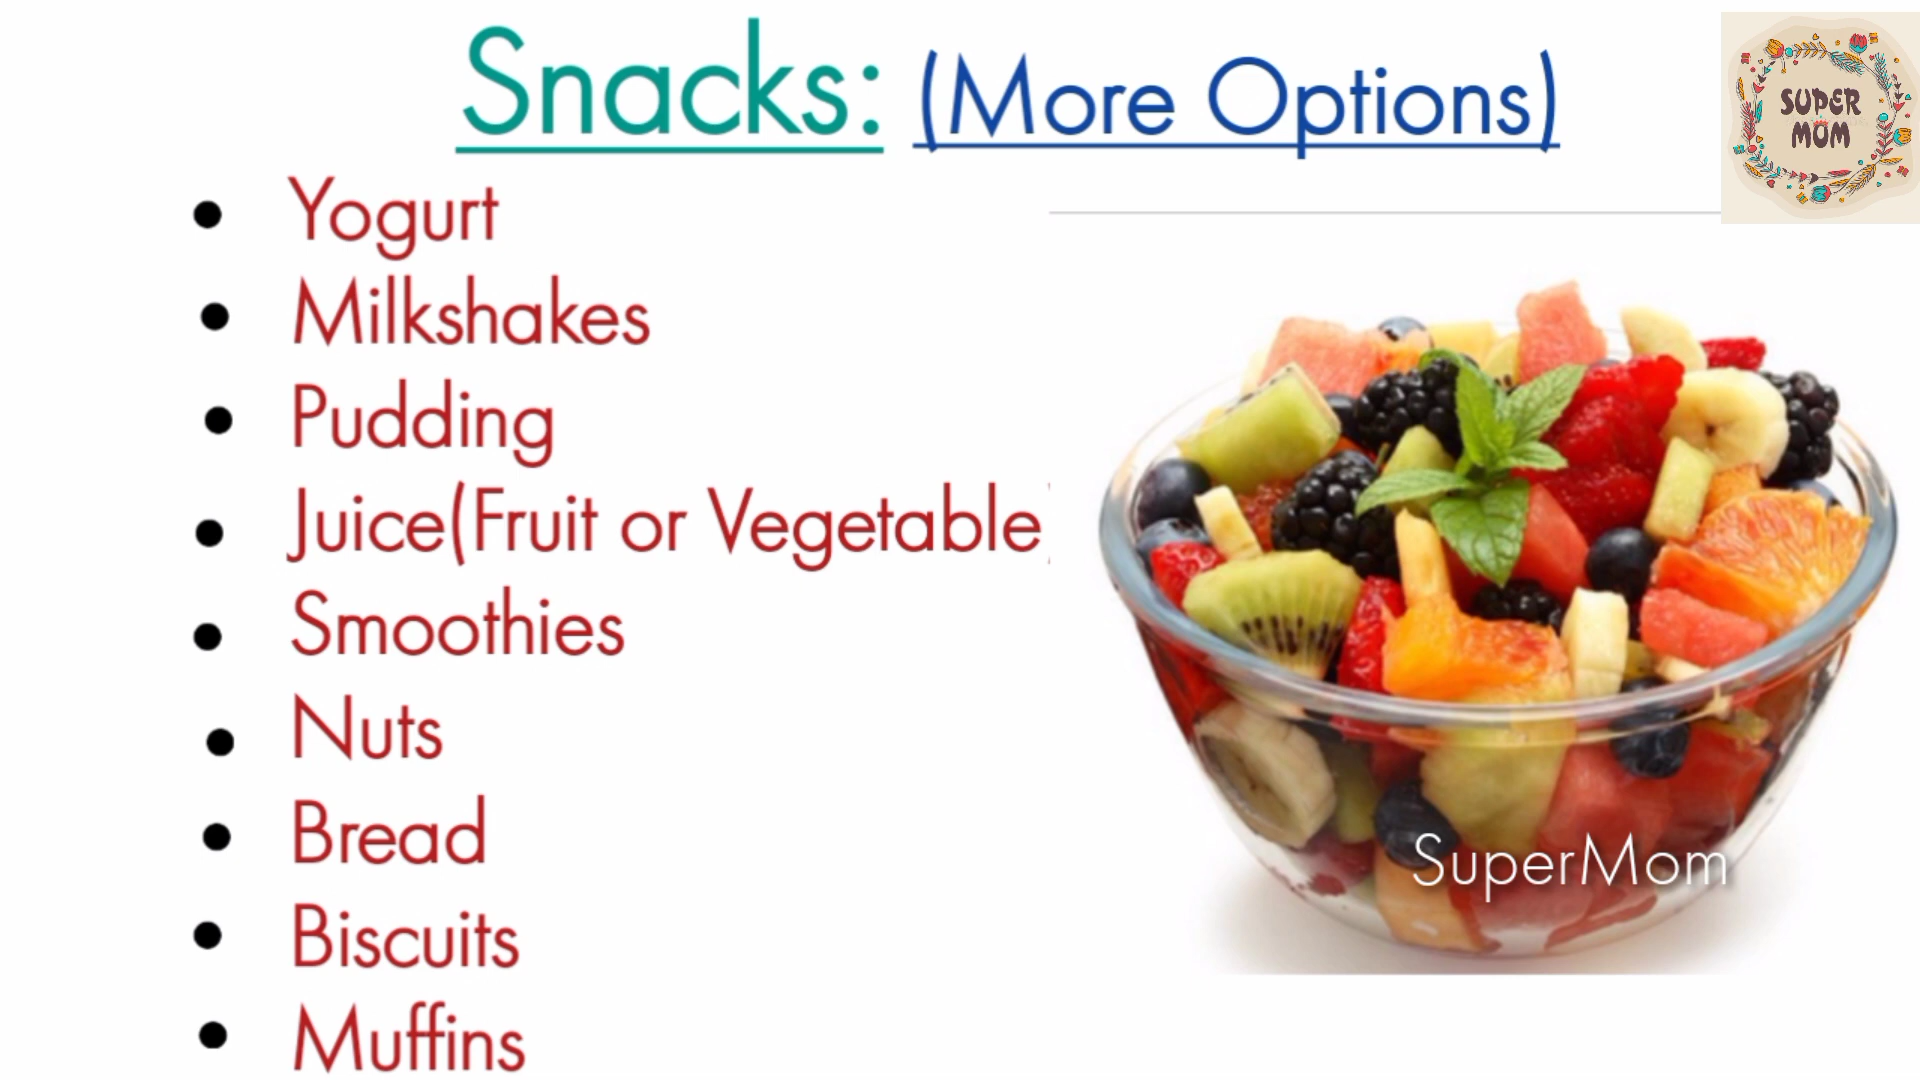 Snacks: (More Options)
SUPER
MOM
Yogurt
Milkshakes
Pudding
Juice(Fruit or Vegetable)
Smoothies
Nuts
Bread
Biscuits
Muffins
SuperMom